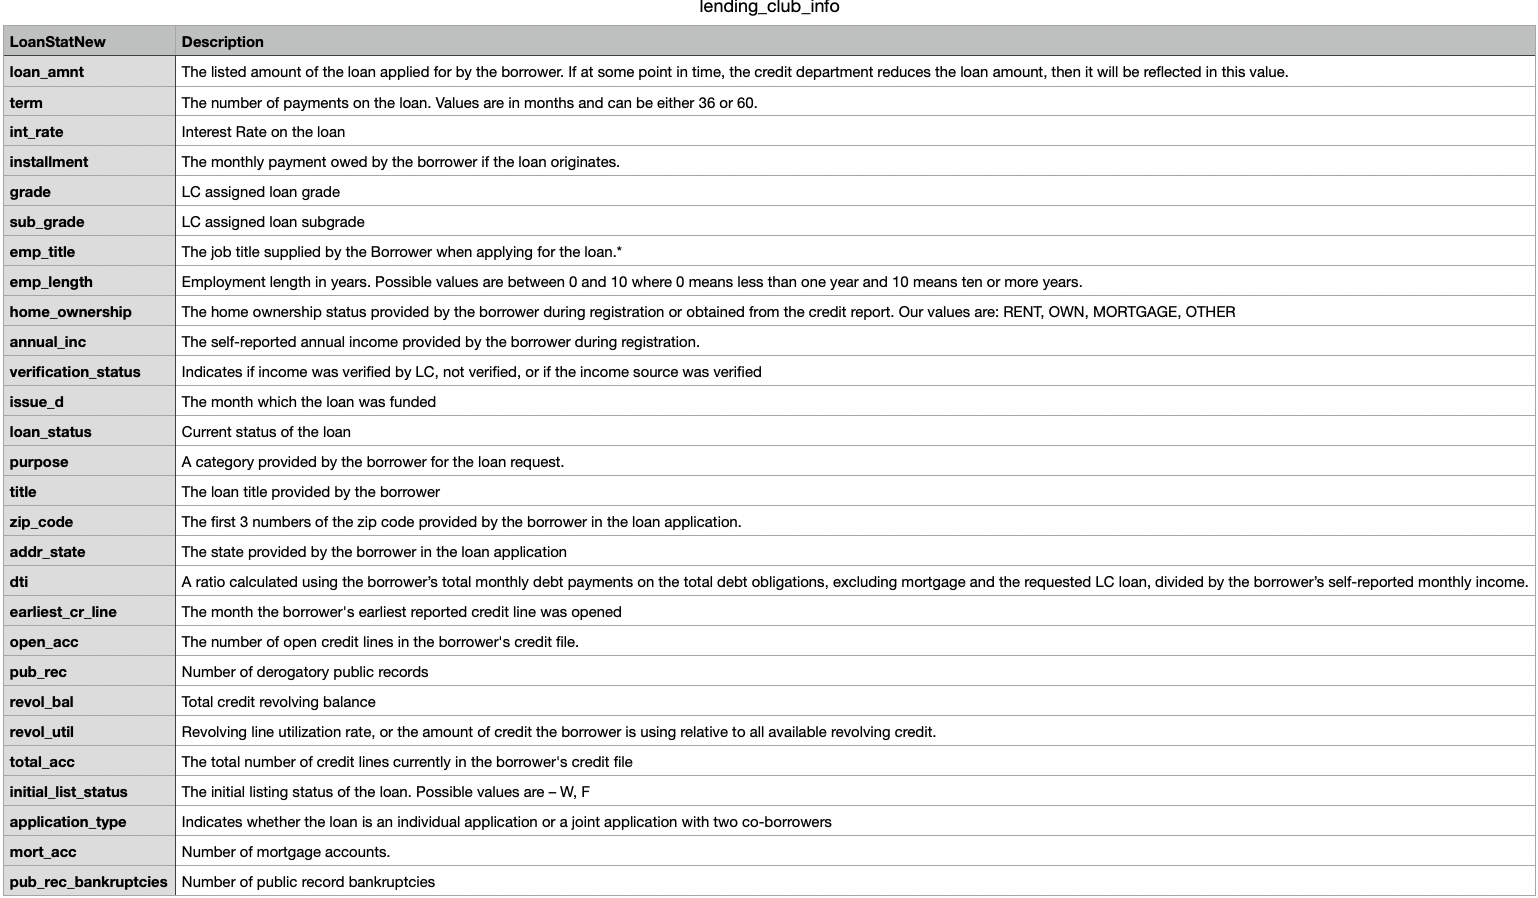 lending_club_info
LoanStatNew Description
loan_amnt The listed amount of the loan applied for by the borrower. If at some point in time, the credit department reduces the loan amount, then it will be reflected in this value.
term The number of payments on the loan. Values are in months and can be either 36 or 60.
int_rate Interest Rate on the loan
installment The monthly payment owed by the borrower if the loan originates.
grade LC assigned loan grade
sub_grade LC assigned loan subgrade
emp_title The job title supplied by the Borrower when applying for the loan.*
emp_length Employment length in years. Possible values are between 0 and 10 where 0 means less than one year and 10 means ten or more years.
home_ownership The home ownership status provided by the borrower during registration or obtained from the credit report. Our values are: RENT, OWN, MORTGAGE, OTHER
annual_inc The self-reported annual income provided by the borrower during registration.
verification_status Indicates if income was verified by LC, not verified, or if the income source was verified
issue_d The month which the loan was funded
loan_status Current status of the loan
purpose A category provided by the borrower for the loan request.
title The loan title provided by the borrower
zip_code The first 3 numbers of the zip code provided by the borrower in the loan application.
addr_state The state provided by the borrower in the loan application
dti A ratio calculated using the borrower’s total monthly debt payments on the total debt obligations, excluding mortgage and the requested LC loan, divided by the borrower’s self-reported monthly income.
earliest_cr_line The month the borrower's earliest reported credit line was opened
open_acc The number of open credit lines in the borrower's credit file.
pub_rec Number of derogatory public records
revol_bal Total credit revolving balance
revol_util Revolving line utilization rate, or the amount of credit the borrower is using relative to all available revolving credit.
total_acc The total number of credit lines currently in the borrower's credit file
initial_list_status The initial listing status of the loan. Possible values are – W, F
application_type Indicates whether the loan is an individual application or a joint application with two co-borrowers
mort_acc Number of mortgage accounts.
pub_rec_bankruptcies Number of public record bankruptcies